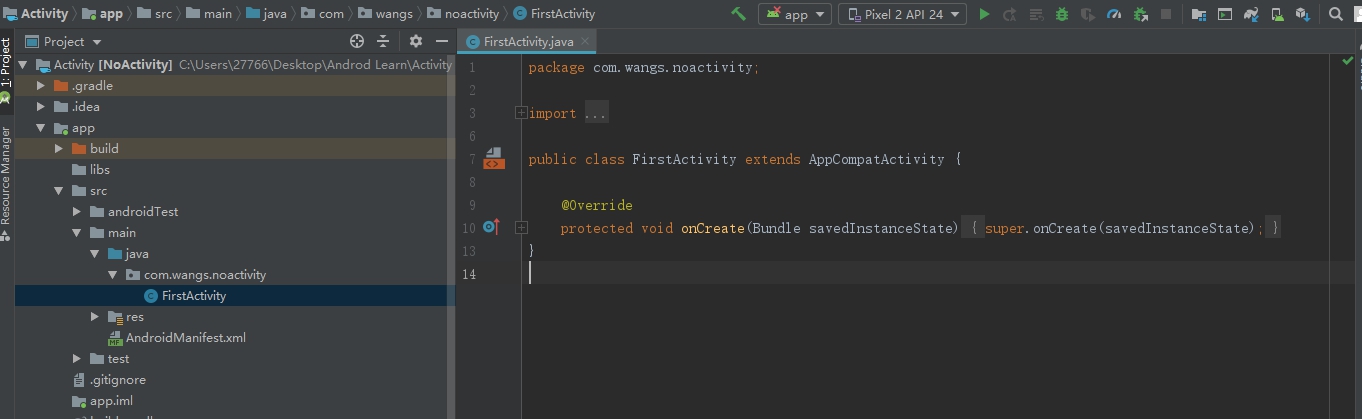 Activity app src main java com wangs noactivity FirstActivity app Pixel 2 API 24
Project
FirstActivity.java
1: Project
Resource Manager
Activity [NoActivity] C:\Users\27766\Desktop\Androd Learn\Activity
.gradle
.idea
app
build
libs
src
androidTest
main
java
com.wangs.noactivity
FirstActivity
res
AndroidManifest.xml
test
.gitignore
app.iml
1 package com.wangs.noactivity;
2
3 import ...
6
7 public class FirstActivity extends AppCompatActivity {
8
9 @Override
10 protected void onCreate(Bundle savedInstanceState) { super.onCreate(savedInstanceState); }
13 }
14